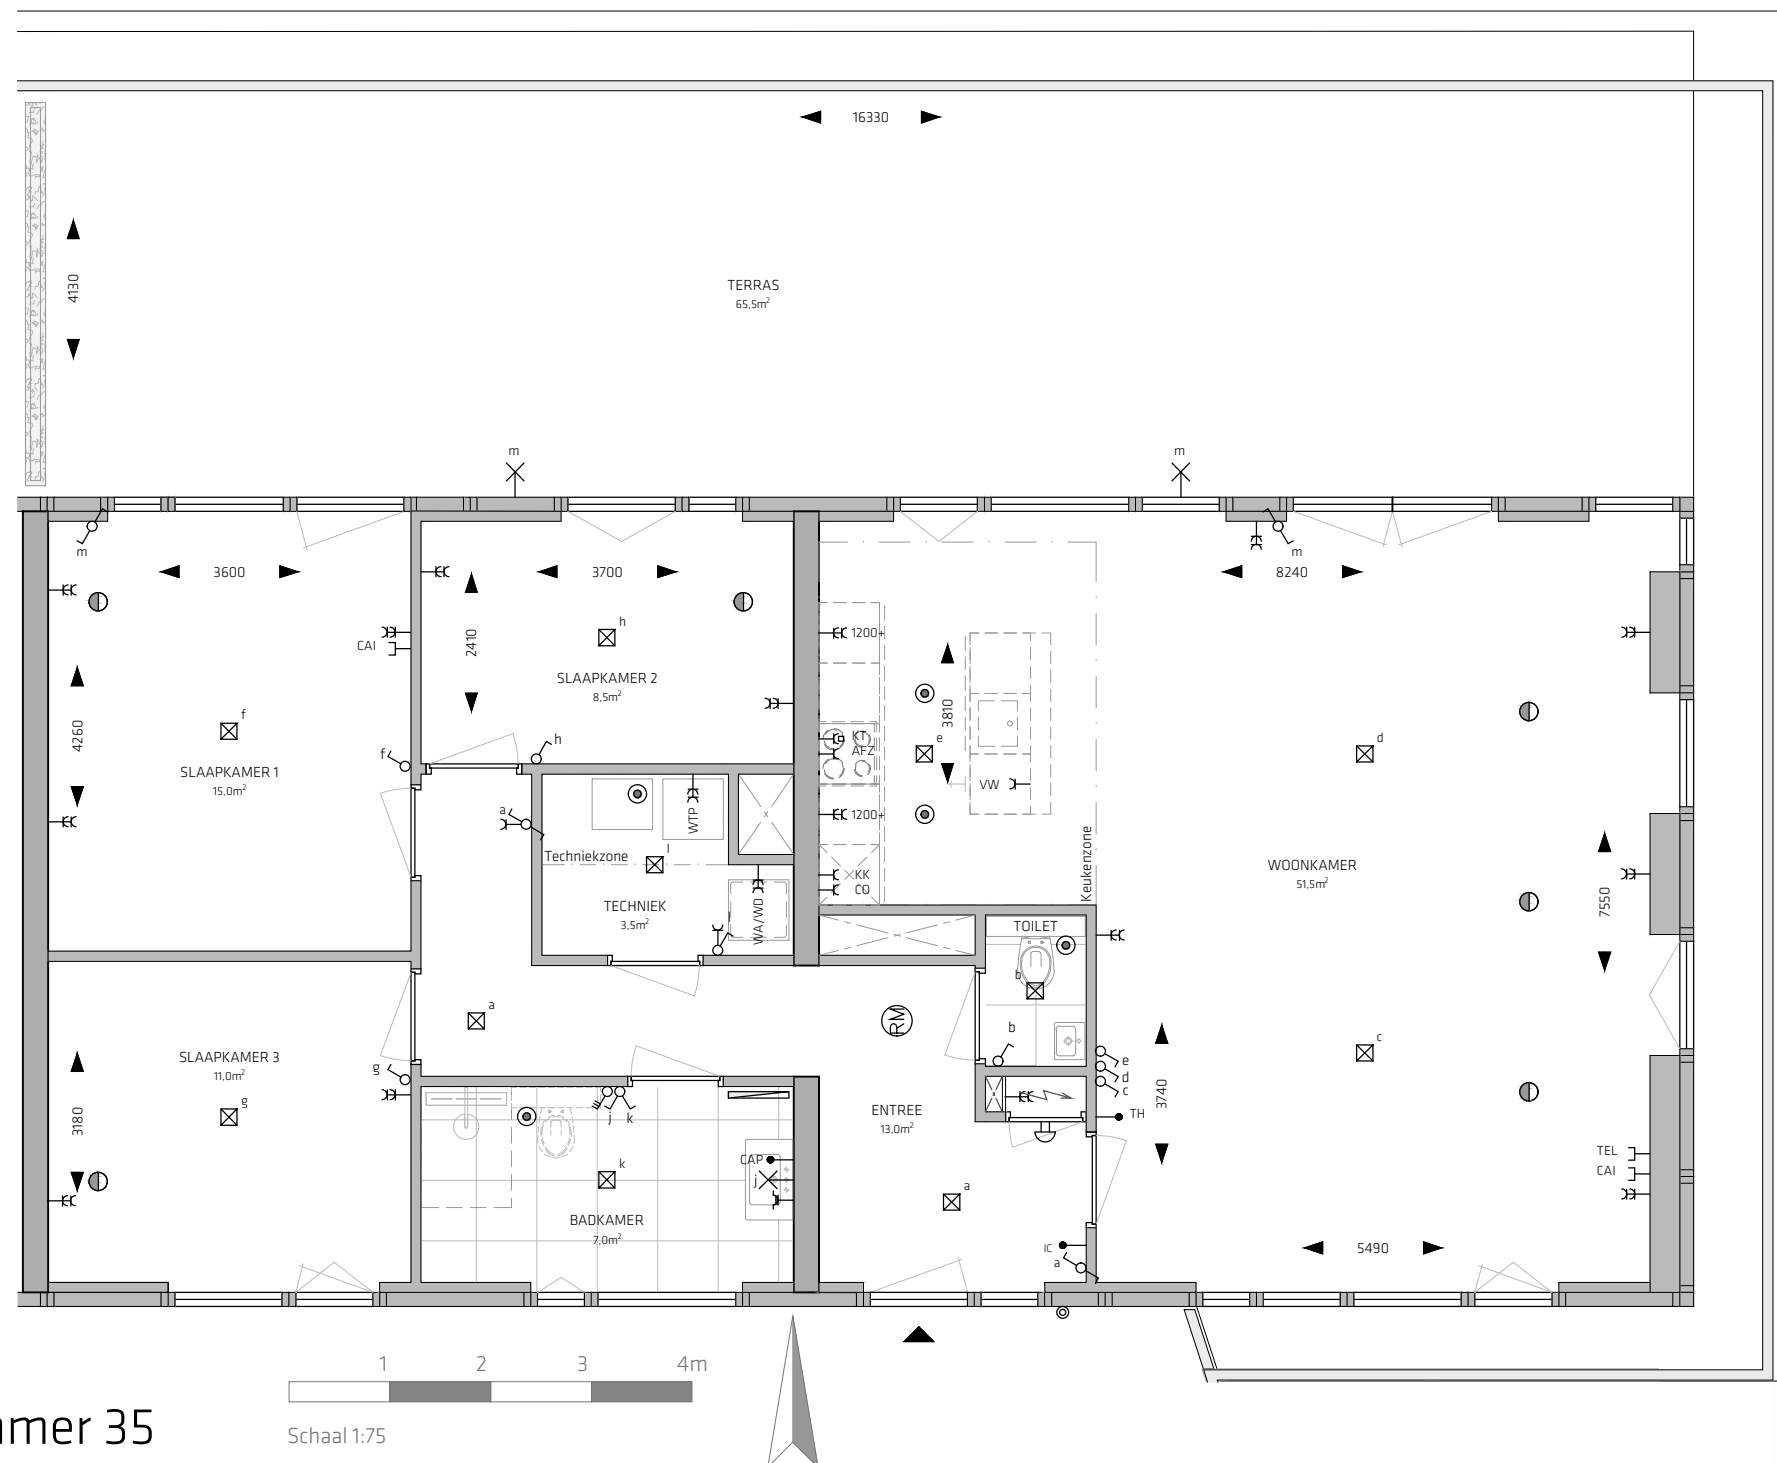 16330
4130
TERRAS
65,5m²
m
m
m
m
3600
3700
8240
2410
h
CAI
1200+
SLAAPKAMER 2
8,5m²
f
3810
e
d
KT
AFZ
4260
f
h
SLAAPKAMER 1
15,0m²
VW
a
WTP
1200+
l
Techniekzone
Keukenzone
WOONKAMER
51,5m²
KK
CO
7550
TECHNIEK
3,5m²
WA/WD
l
TOILET
b
a
RM
b
SLAAPKAMER 3
11,0m²
g
g
e
d
c
c
3740
3180
j
k
ENTREE
13,0m²
TH
CAP
j
k
TEL
CAI
a
BADKAMER
7,0m²
IC
a
5490
1 2 3 4m
Schaal 1:75
mer 35